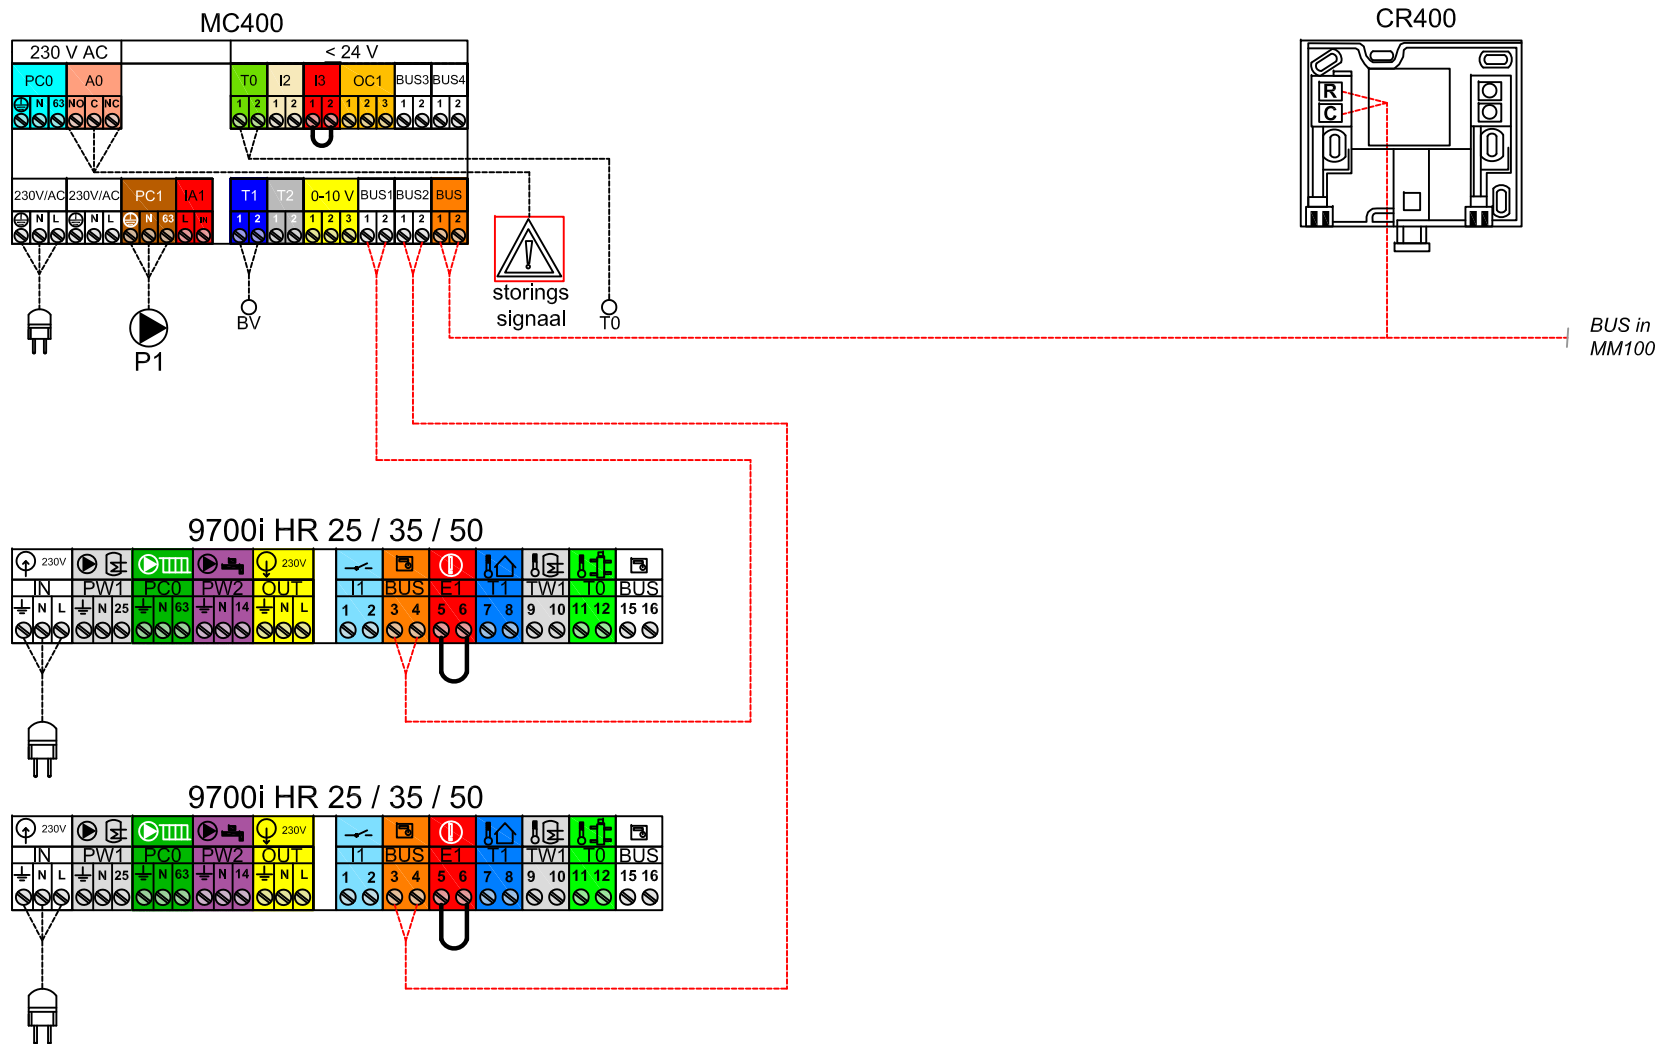 MC400
CR400
230 V AC
< 24 V
PC0 A0 T0 I2 I3 OC1 BUS3 BUS4
N 63 NO C NC 1 2 1 2 1 2 1 2 3 1 2 1 2
R
C
230V/AC 230V/AC PC1 IA1 T1 T2 0-10 V BUS1 BUS2 BUS
N L N L N 63 L IN 1 2 1 2 1 2 3 1 2 1 2 1 2
storings
signaal
BV
T0
P1
BUS in
MM100
9700i HR 25 / 35 / 50
230V 230V
IN PW1 PC0 PW2 OUT I1 BUS E1 T1 TW1 T0 BUS
N L N 25 N 63 N 14 N L 1 2 3 4 5 6 7 8 9 10 11 12 15 16
9700i HR 25 / 35 / 50
230V 230V
IN PW1 PC0 PW2 OUT I1 BUS E1 T1 TW1 T0 BUS
N L N 25 N 63 N 14 N L 1 2 3 4 5 6 7 8 9 10 11 12 15 16